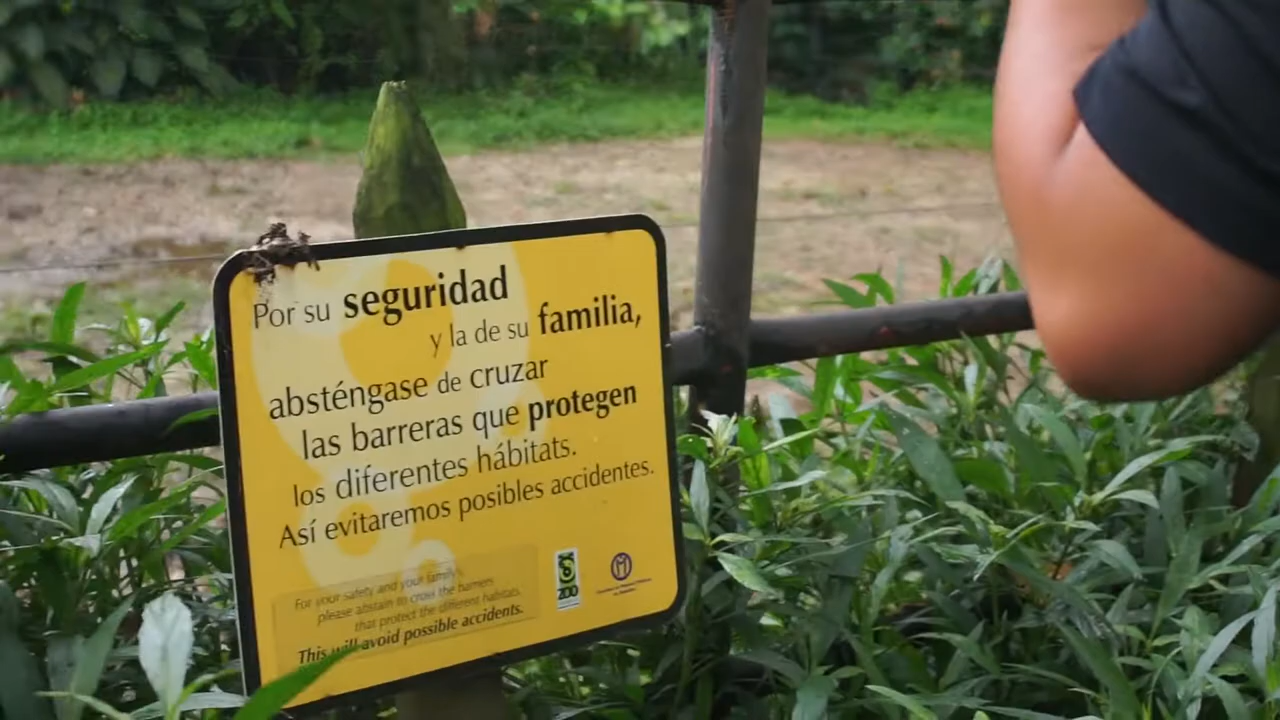 Por su seguridad
y la de su familia,
absténgase de cruzar
las barreras que protegen
los diferentes hábitats.
Así evitaremos posibles accidentes.
For your safety and your family,
please abstain to cross the barriers
that protect the different habitats.
This will avoid possible accidents.
ZOO